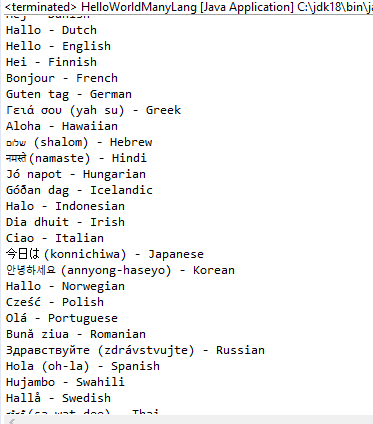 <terminated> HelloWorldManyLang [Java Application] C:\jdk18\bin\ja
Hej - Danish
Hallo - Dutch
Hello - English
Hei - Finnish
Bonjour - French
Guten tag - German
Γειά σου (yah su) - Greek
Aloha - Hawaiian
שלום (shalom) - Hebrew
नमस्ते (namaste) - Hindi
Jó napot - Hungarian
Góðan dag - Icelandic
Halo - Indonesian
Dia dhuit - Irish
Ciao - Italian
今日は (konnichiwa) - Japanese
안녕하세요 (annyong-haseyo) - Korean
Hallo - Norwegian
Cześć - Polish
Olá - Portuguese
Bună ziua - Romanian
Здравствуйте (zdrávstvujte) - Russian
Hola (oh-la) - Spanish
Hujambo - Swahili
Hallå - Swedish
(sa-wat-dee) - Thai